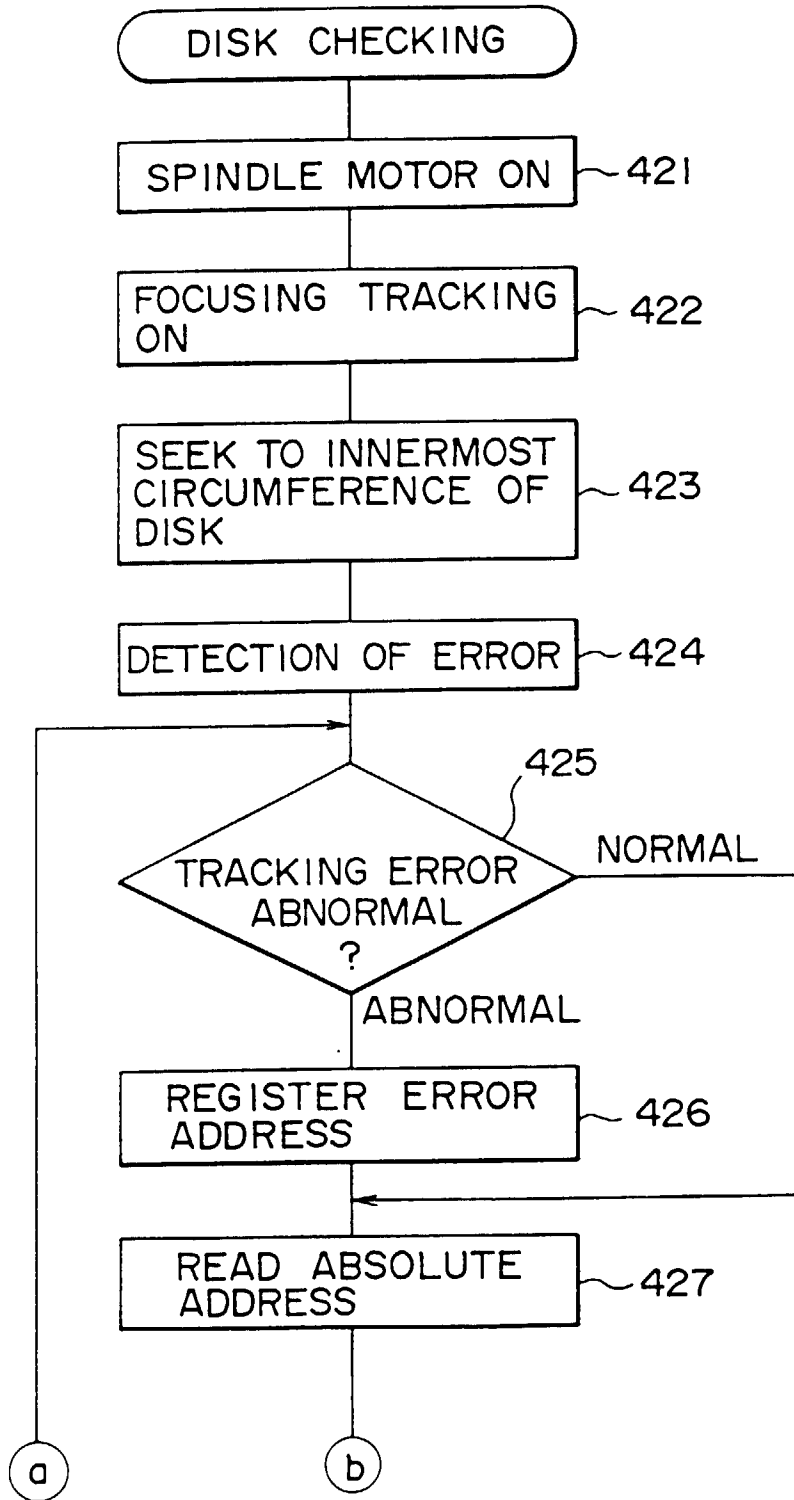 DISK CHECKING
SPINDLE MOTOR ON
421
FOCUSING TRACKING
ON
422
SEEK TO INNERMOST
CIRCUMFERENCE OF
DISK
423
DETECTION OF ERROR
424
425
TRACKING ERROR
ABNORMAL
?
NORMAL
ABNORMAL
REGISTER ERROR
ADDRESS
426
READ ABSOLUTE
ADDRESS
427
a
b